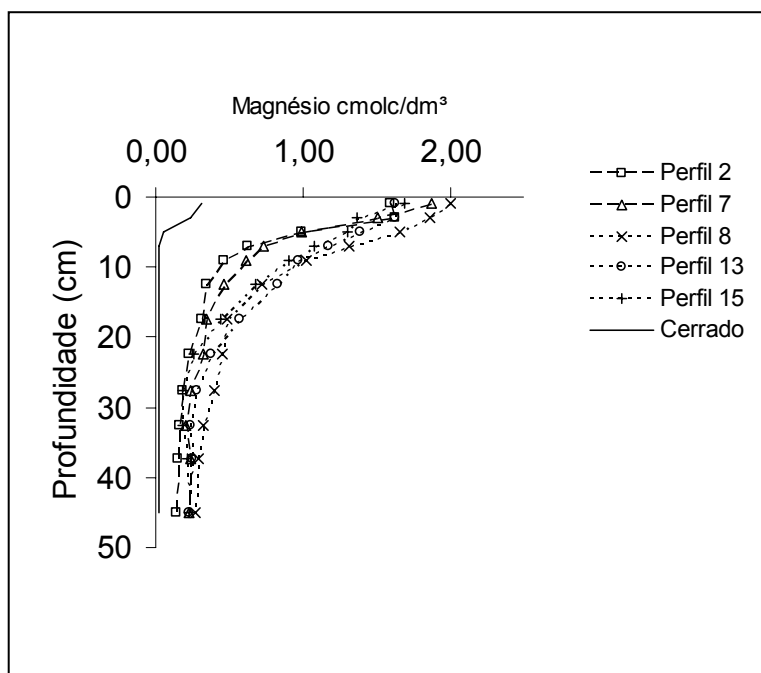 Magnésio cmolc/dm³
0,00 1,00 2,00
0
10
20
30
40
50
Profundidade (cm)
Perfil 2
Perfil 7
Perfil 8
Perfil 13
Perfil 15
Cerrado